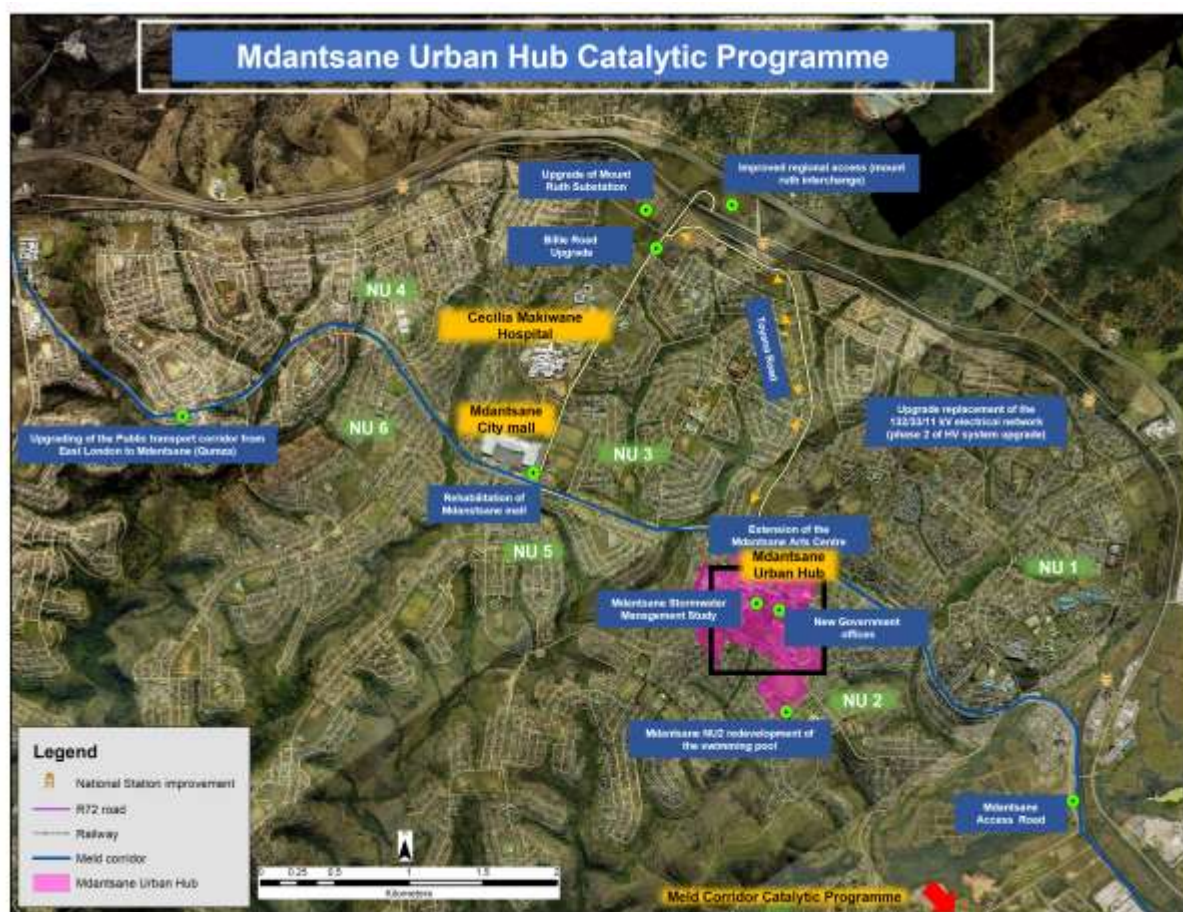 Mdantsane Urban Hub Catalytic Programme
Upgrade of Mount
Ruth Substation
Improved regional access (mount
ruth interchange)
Billie Road
Upgrade
NU 4
Cecilia Makiwane
Hospital
Toyana Road
Mdantsane
City mall
Upgrade replacement of the
132/33/11 kV electrical network
(phase 2 of HV system upgrade)
Upgrading of the Public transport corridor from
East London to Mdentsane (Qumza)
NU 6
NU 3
Rehabilitation of
Mdanstsane mall
Extension of the
Mdantsane Arts Centre
NU 5
Mdantsane
Urban Hub
NU 1
Mdentsane Stormwater
Management Study
New Government
offices
NU 2
Mdantsane NU2 redevelopment of
the swimming pool
Mdentsane
Access Road
Legend
National Station improvement
R72 road
Railway
Meld corridor
Mdantsane Urban Hub
0 0.25 0.5 1 1.5 2
Kilometers
N
Meld Corridor Catalytic Programme